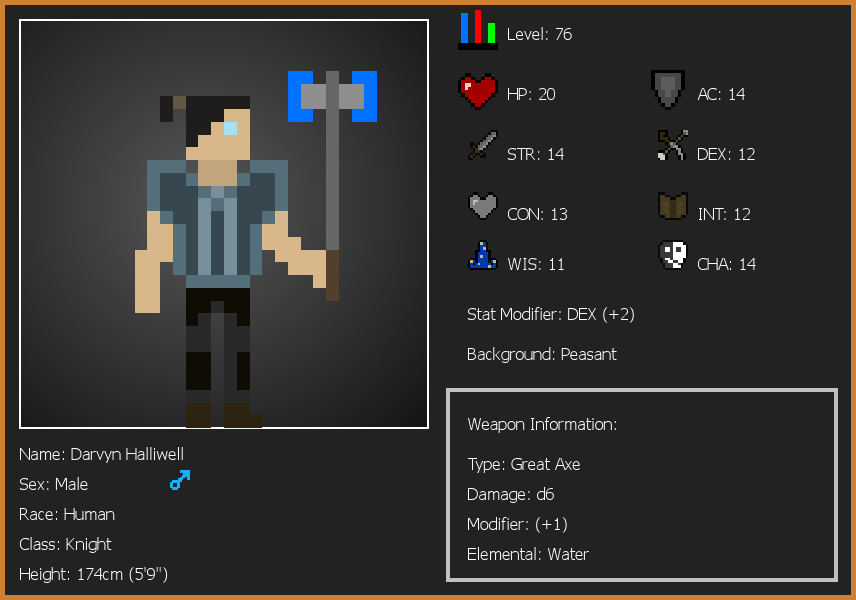 Level: 76
HP: 20
AC: 14
STR: 14
DEX: 12
CON: 13
INT: 12
WIS: 11
CHA: 14
Stat Modifier: DEX (+2)
Background: Peasant
Weapon Information:
Type: Great Axe
Damage: d6
Modifier: (+1)
Elemental: Water
Name: Darvyn Halliwell
Sex: Male
Race: Human
Class: Knight
Height: 174cm (5'9")